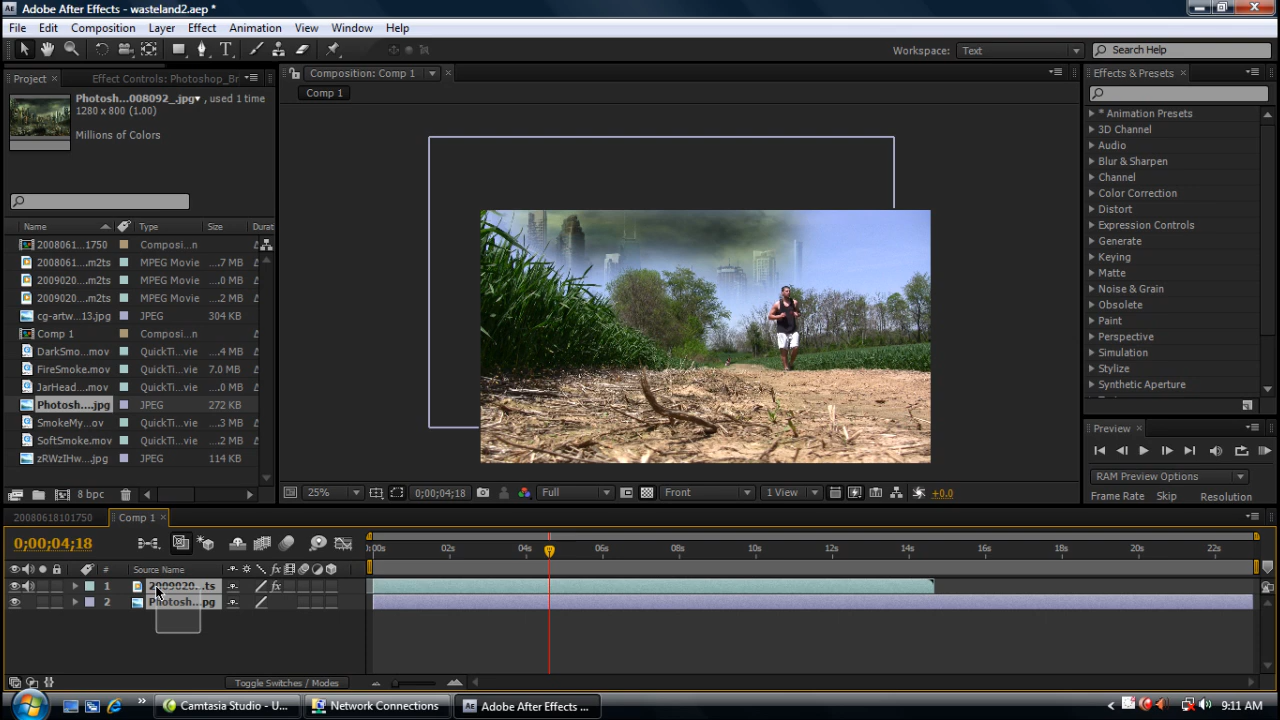 Adobe After Effects - wasteland2.aep *
File Edit Composition Layer Effect Animation View Window Help
Workspace: Text Search Help
Project × Effect Controls: Photoshop_Br
Composition: Comp 1 ×
Effects & Presets ×
Comp 1
Photosh...008092_.jpg▾ , used 1 time
1280 x 800 (1.00)
Millions of Colors
* Animation Presets
3D Channel
Audio
Blur & Sharpen
Channel
Color Correction
Distort
Expression Controls
Generate
Keying
Matte
Noise & Grain
Obsolete
Paint
Perspective
Simulation
Stylize
Synthetic Aperture
Name Type Size Durat
2008061...1750 Composi...n
2008061....m2ts MPEG Movie ....7 MB
2009020....m2ts MPEG Movie ....0 MB
2009020....m2ts MPEG Movie ....2 MB
cg-artw...13.jpg JPEG 304 KB
Comp 1 Composi...n
DarkSmo...mov QuickTi...vie ....4 MB
FireSmoke.mov QuickTi...vie 7.0 MB
JarHead...mov QuickTi...vie ....0 MB
Photosh....jpg JPEG 272 KB
SmokeMy...ov QuickTi...vie ....3 MB
SoftSmoke.mov QuickTi...vie ....2 MB
zRWzIHw...jpg JPEG 114 KB
8 bpc
25% 0;00;04;18 Full Front 1 View +0.0
Preview ×
RAM Preview Options
Frame Rate Skip Resolution
20080618101750 Comp 1 ×
0;00;04;18
:00s 02s 04s 06s 08s 10s 12s 14s 16s 18s 20s 22s
# Source Name fx
1 2009020...ts fx
2 Photosh...pg
Toggle Switches / Modes
Camtasia Studio - U... Network Connections Adobe After Effects ... 9:11 AM